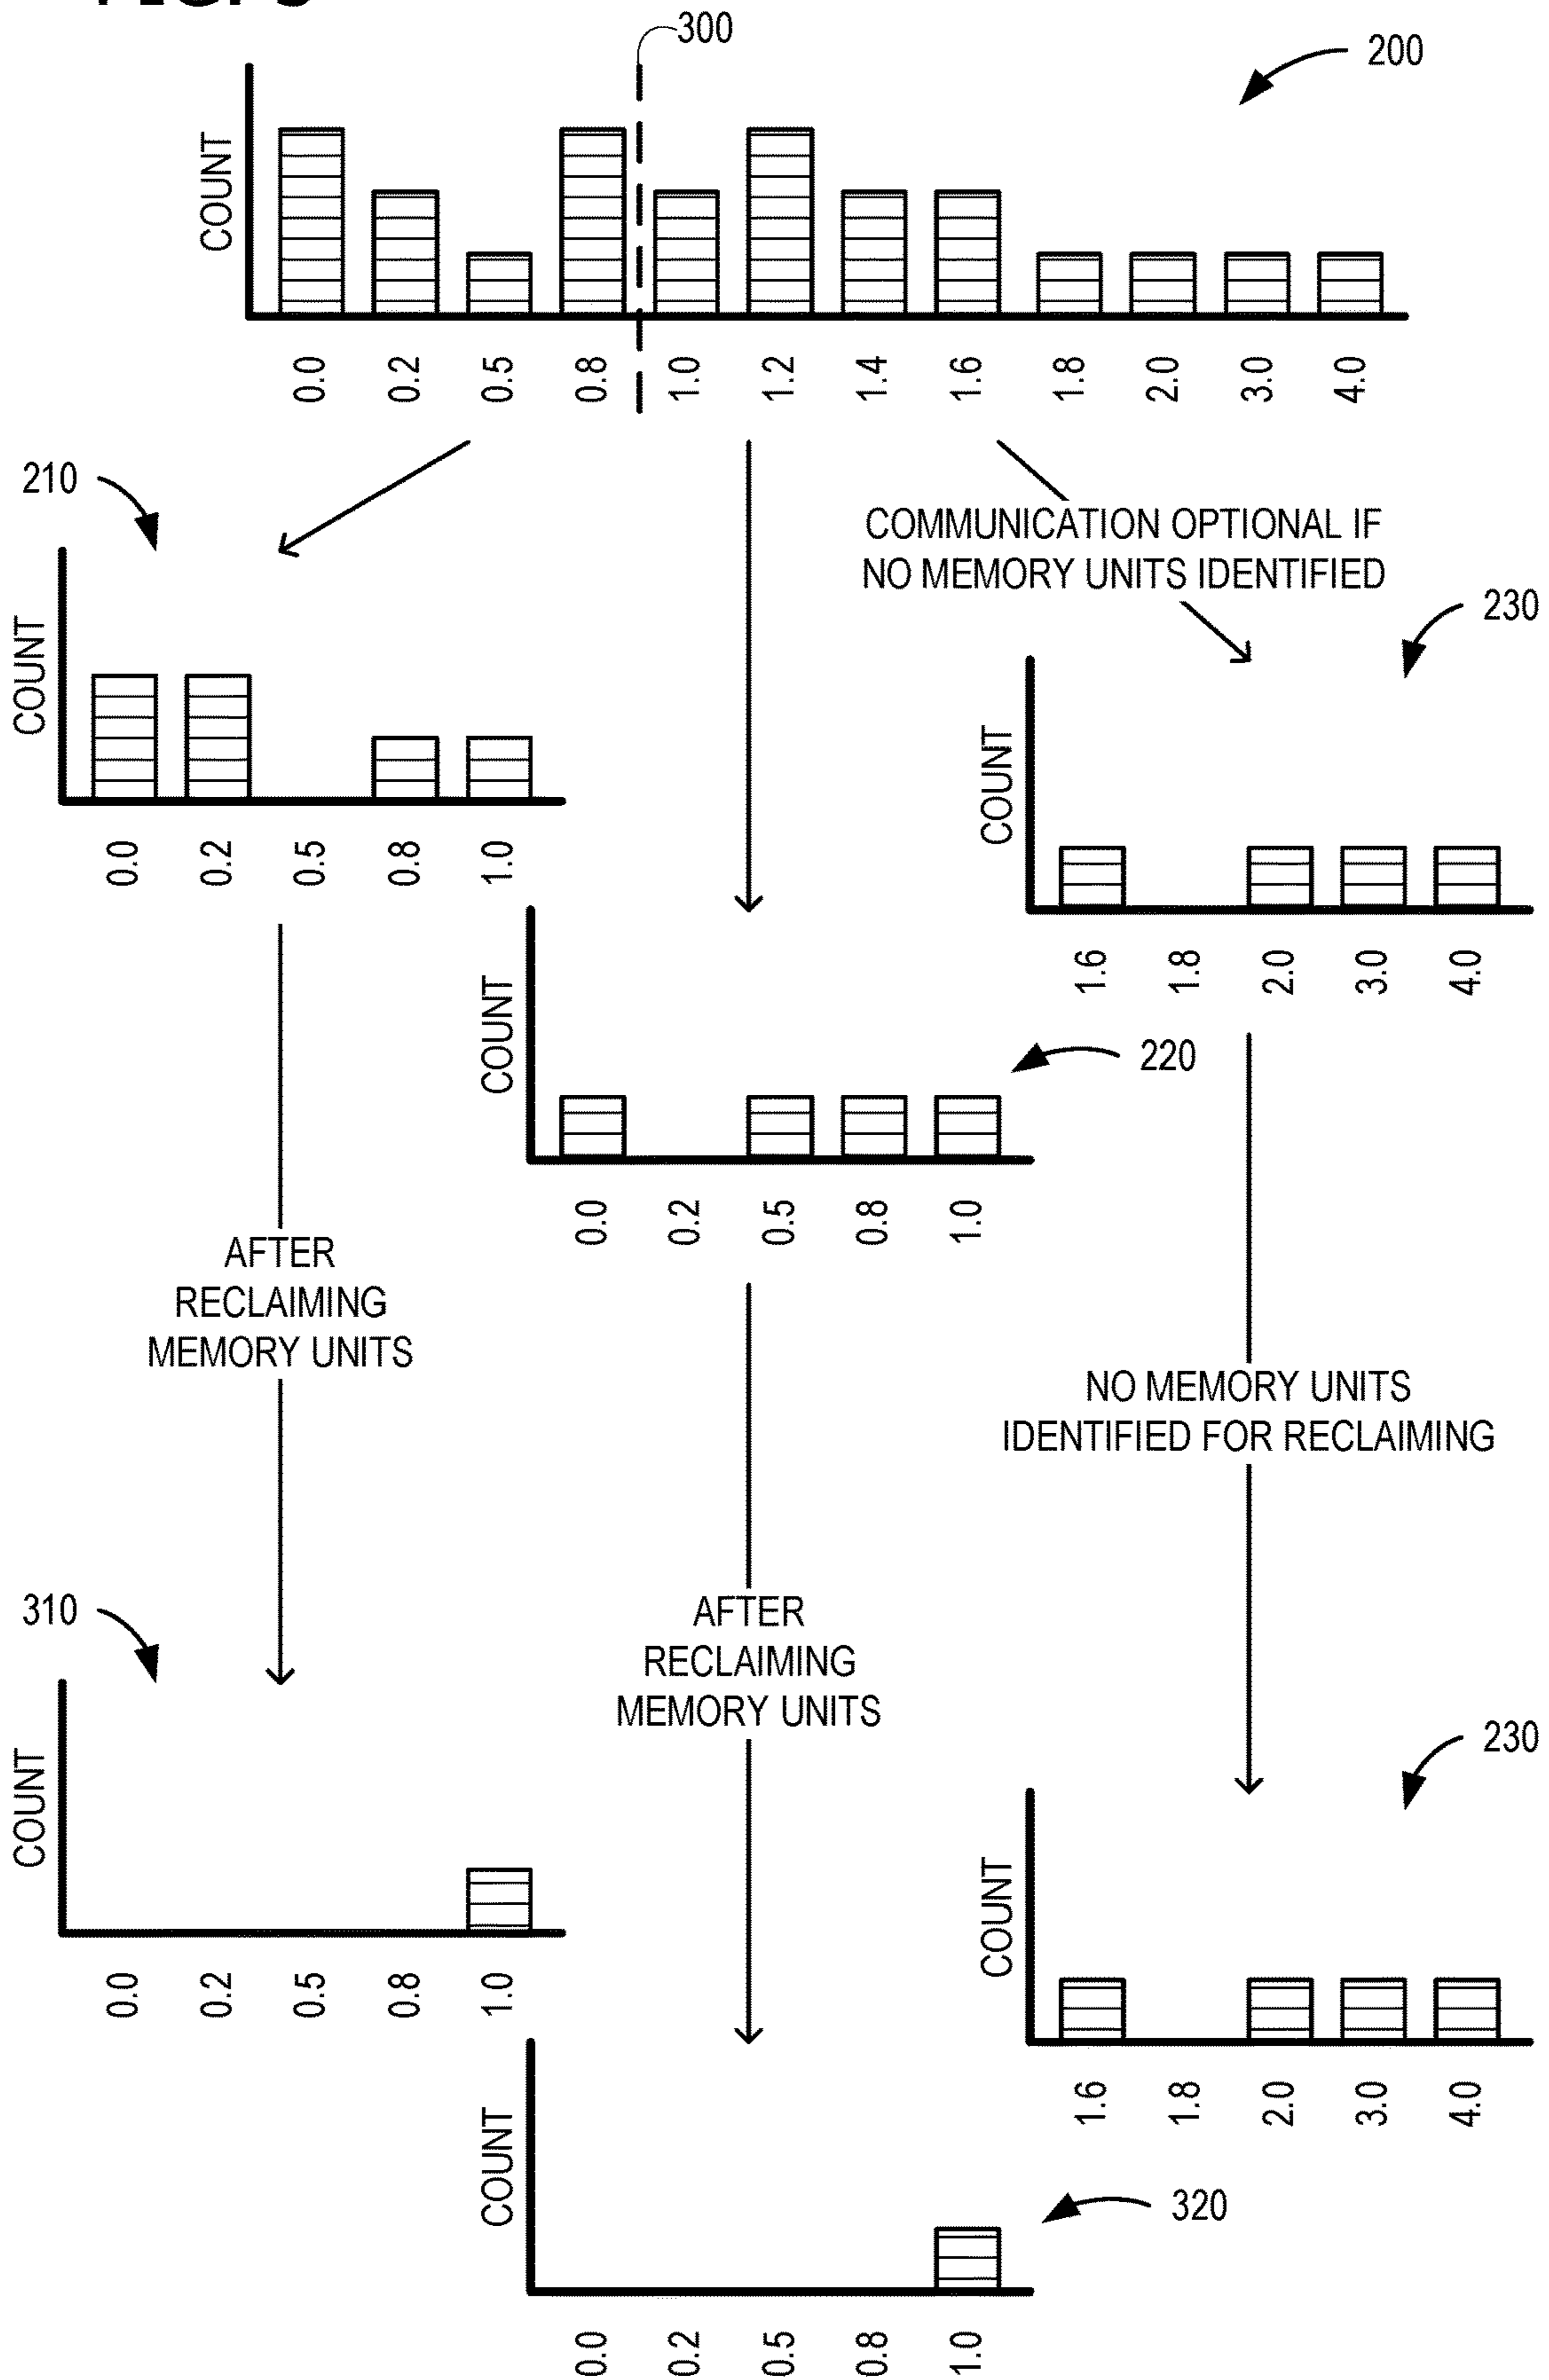 300
200
COUNT
0.0 0.2 0.5 0.8 1.0 1.2 1.4 1.6 1.8 2.0 3.0 4.0
210
COMMUNICATION OPTIONAL IF
NO MEMORY UNITS IDENTIFIED
230
COUNT
0.0 0.2 0.5 0.8 1.0
COUNT
1.6 1.8 2.0 3.0 4.0
COUNT
220
0.0 0.2 0.5 0.8 1.0
AFTER
RECLAIMING
MEMORY UNITS
NO MEMORY UNITS
IDENTIFIED FOR RECLAIMING
AFTER
RECLAIMING
MEMORY UNITS
310
COUNT
0.0 0.2 0.5 0.8 1.0
230
COUNT
1.6 1.8 2.0 3.0 4.0
COUNT
320
0.0 0.2 0.5 0.8 1.0